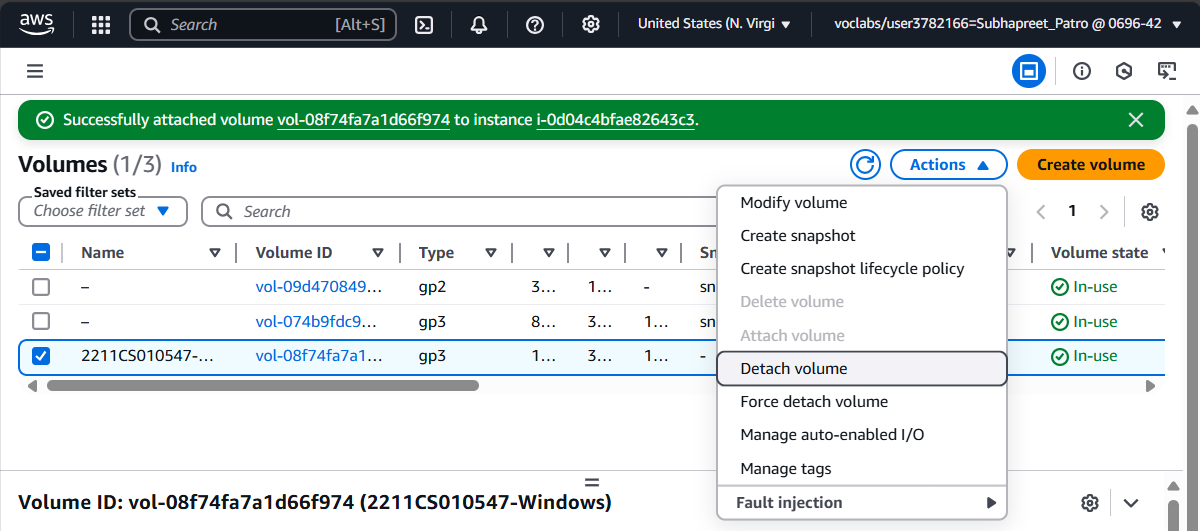 aws Search [Alt+S] United States (N. Virgi voclabs/user3782166=Subhapreet_Patro @ 0696-42
Successfully attached volume vol-08f74fa7a1d66f974 to instance i-0d04c4bfae82643c3.
Volumes (1/3) Info Actions Create volume
Saved filter sets
Choose filter set Search 1
Name Volume ID Type Sn Volume state
– vol-09d470849... gp2 3... 1... - sn In-use
– vol-074b9fdc9... gp3 8... 3... 1... sn In-use
2211CS010547-... vol-08f74fa7a1... gp3 1... 3... 1... - In-use
Modify volume
Create snapshot
Create snapshot lifecycle policy
Delete volume
Attach volume
Detach volume
Force detach volume
Manage auto-enabled I/O
Manage tags
Fault injection
Volume ID: vol-08f74fa7a1d66f974 (2211CS010547-Windows)